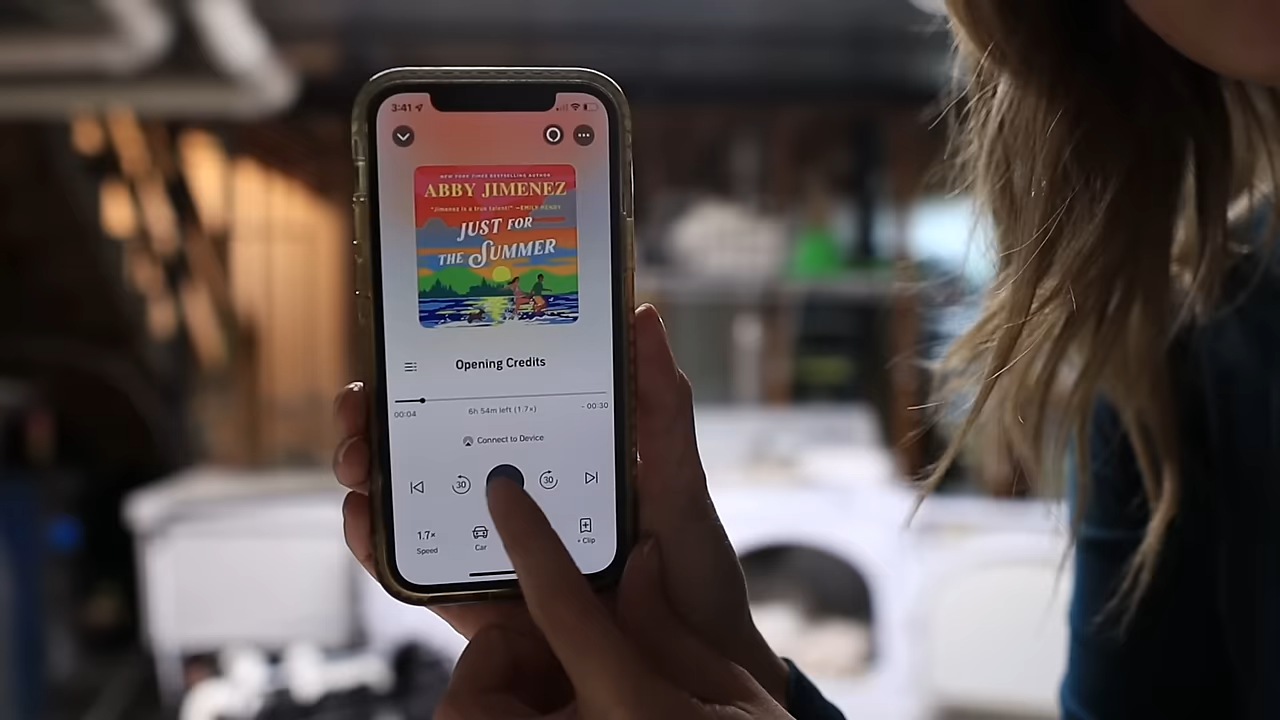 3:41
NEW YORK TIMES BESTSELLING AUTHOR
ABBY JIMENEZ
"Jimenez is a true talent!" —EMILY HENRY
JUST FOR
THE SUMMER
Opening Credits
00:04 6h 54m left (1.7×) - 00:30
Connect to Device
30 30
1.7× 
Speed Car + Clip